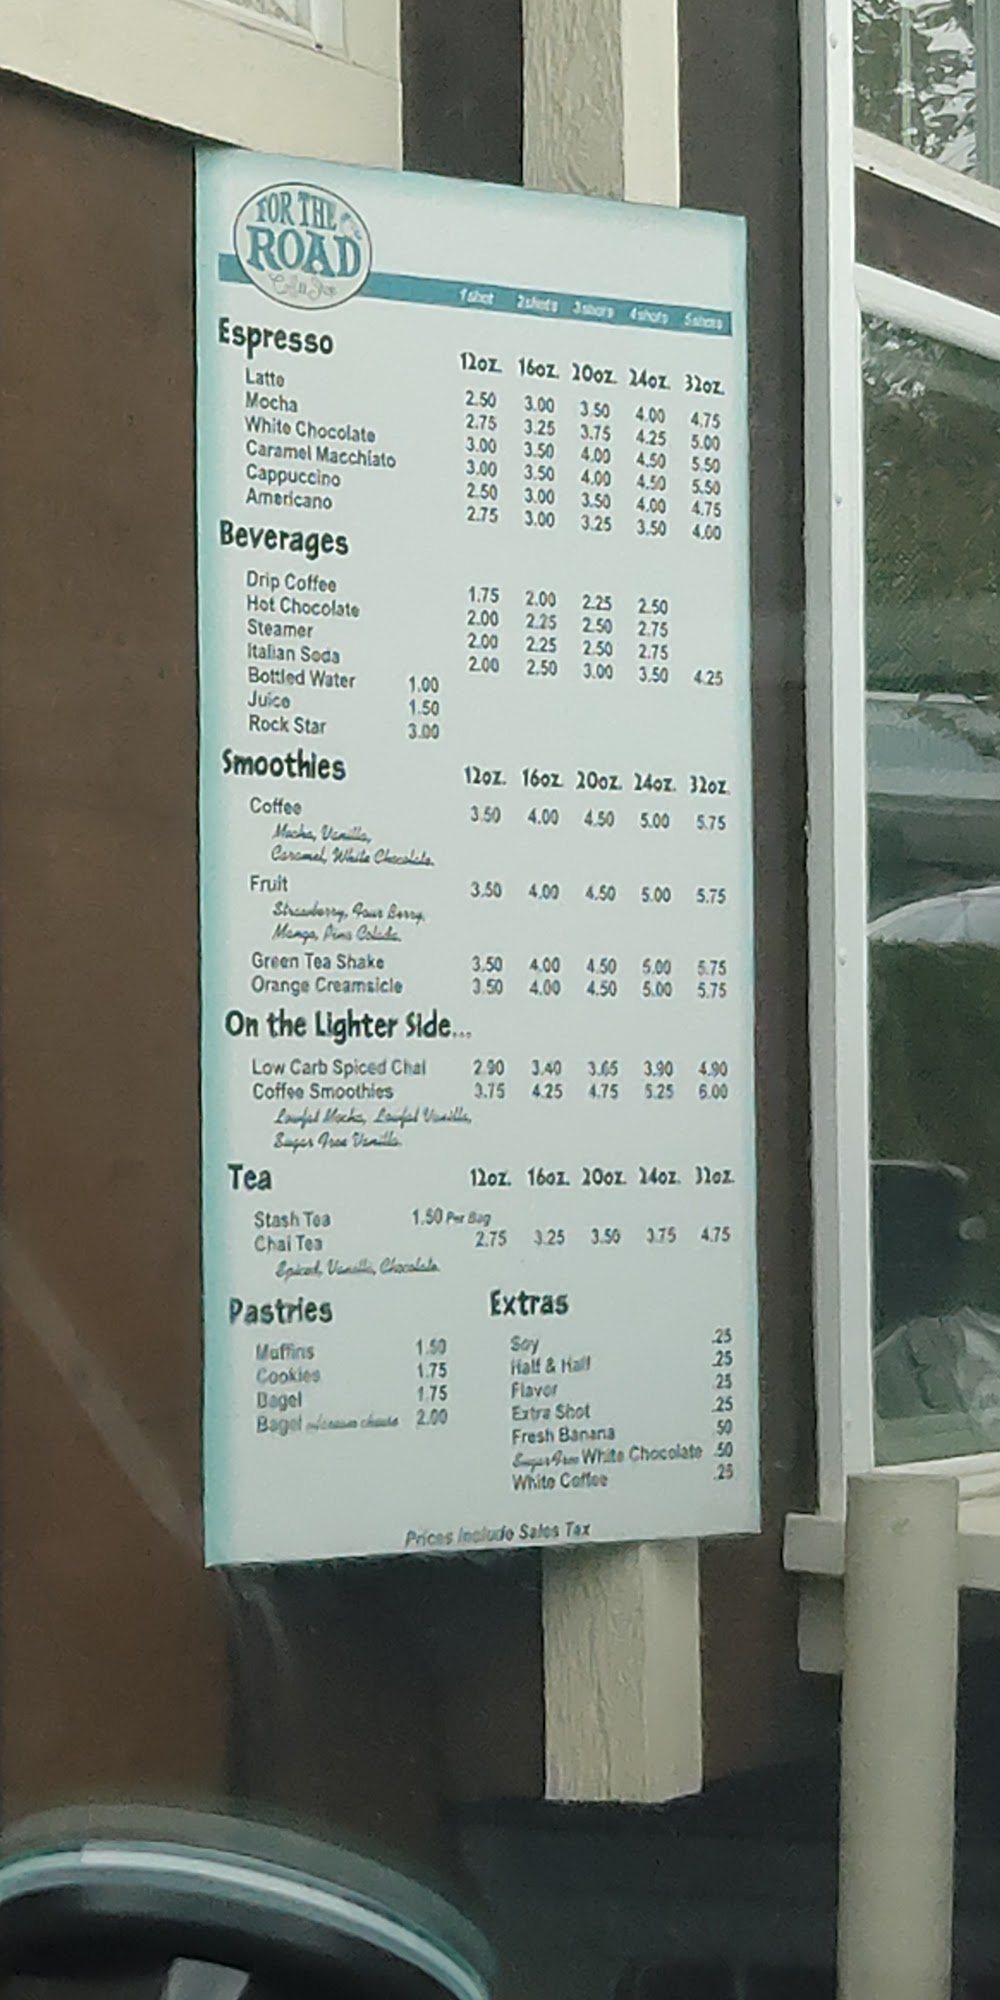 FOR THE
ROAD
Coffee Shop
1 shot 2 shots 3 shots 4 shots 5 shots
Espresso
12oz. 16oz. 20oz. 24oz. 32oz.
Latte 2.50 3.00 3.50 4.00 4.75
Mocha 2.75 3.25 3.75 4.25 5.00
White Chocolate 3.00 3.50 4.00 4.50 5.50
Caramel Macchiato 3.00 3.50 4.00 4.50 5.50
Cappuccino 2.50 3.00 3.50 4.00 4.75
Americano 2.75 3.00 3.25 3.50 4.00
Beverages
Drip Coffee 1.75 2.00 2.25 2.50
Hot Chocolate 2.00 2.25 2.50 2.75
Steamer 2.00 2.25 2.50 2.75
Italian Soda 2.00 2.50 3.00 3.50 4.25
Bottled Water 1.00
Juice 1.50
Rock Star 3.00
Smoothies 12oz. 16oz. 20oz. 24oz. 32oz.
Coffee 3.50 4.00 4.50 5.00 5.75
Mocha, Vanilla,
Caramel, White Chocolate.
Fruit 3.50 4.00 4.50 5.00 5.75
Strawberry, Four Berry,
Mango, Pina Colada.
Green Tea Shake 3.50 4.00 4.50 5.00 5.75
Orange Creamsicle 3.50 4.00 4.50 5.00 5.75
On the Lighter Side...
Low Carb Spiced Chai 2.90 3.40 3.65 3.90 4.90
Coffee Smoothies 3.75 4.25 4.75 5.25 6.00
Lowfat Mocha, Lowfat Vanilla,
Sugar Free Vanilla.
Tea 12oz. 16oz. 20oz. 24oz. 32oz.
Stash Tea 1.50 Per Bag
Chai Tea 2.75 3.25 3.50 3.75 4.75
Spiced, Vanilla, Chocolate.
Pastries
Muffins 1.50
Cookies 1.75
Bagel 1.75
Bagel w/cream cheese 2.00
Extras
Soy .25
Half & Half .25
Flavor .25
Extra Shot .25
Fresh Banana .50
Sugar Free White Chocolate .50
White Coffee .25
Prices Include Sales Tax